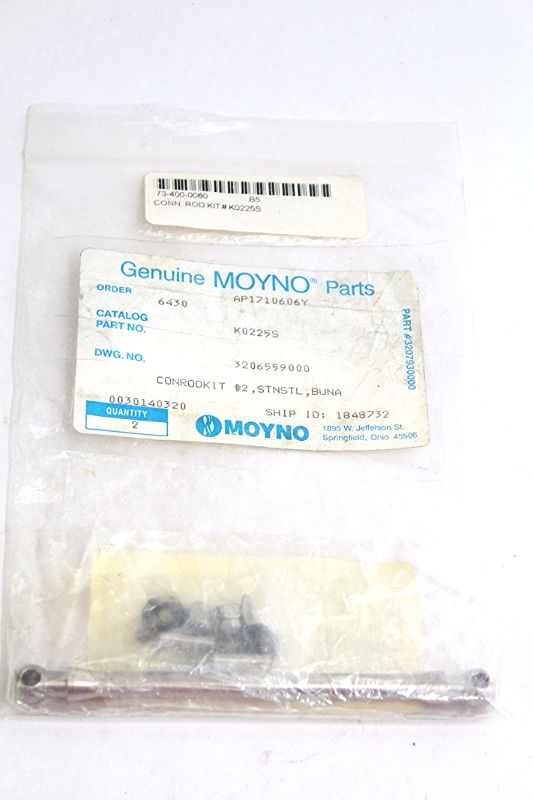 73-400-0060 B5
CONN. ROD KIT# K0225S
Genuine MOYNO® Parts
ORDER 6430 AP1710606Y
CATALOG
PART NO. K0225S
DWG. NO. 3206559000
CONRODKIT #2,STNSTL,BUNA
0030140320 SHIP ID: 1848732
QUANTITY
2
MOYNO
1895 W. Jefferson St.
Springfield, Ohio 45506
PART #3207930000